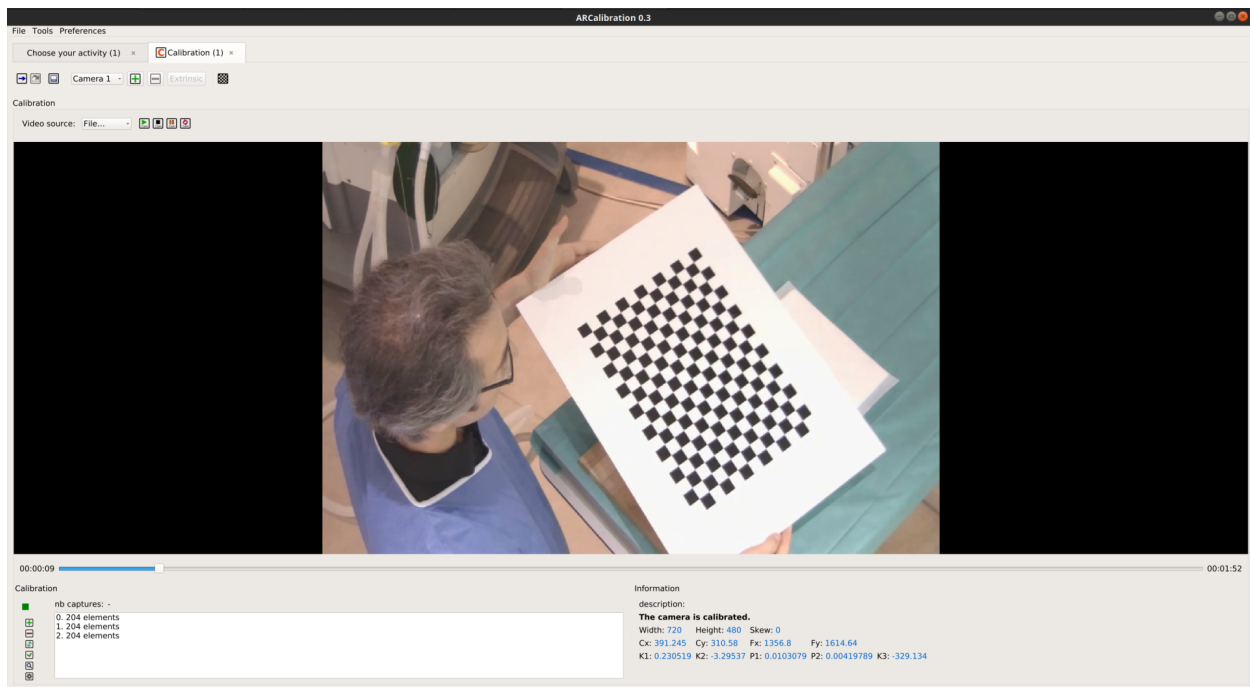 ARCalibration 0.3
File Tools Preferences
Choose your activity (1) × Calibration (1) ×
Camera 1 Extrinsic
Calibration
Video source: File...
00:00:09 00:01:52
Calibration
nb captures: -
0. 204 elements
1. 204 elements
2. 204 elements
Information
description:
The camera is calibrated.
Width: 720 Height: 480 Skew: 0
Cx: 391.245 Cy: 310.58 Fx: 1356.8 Fy: 1614.64
K1: 0.230519 K2: -3.29537 P1: 0.0103079 P2: 0.00419789 K3: -329.134